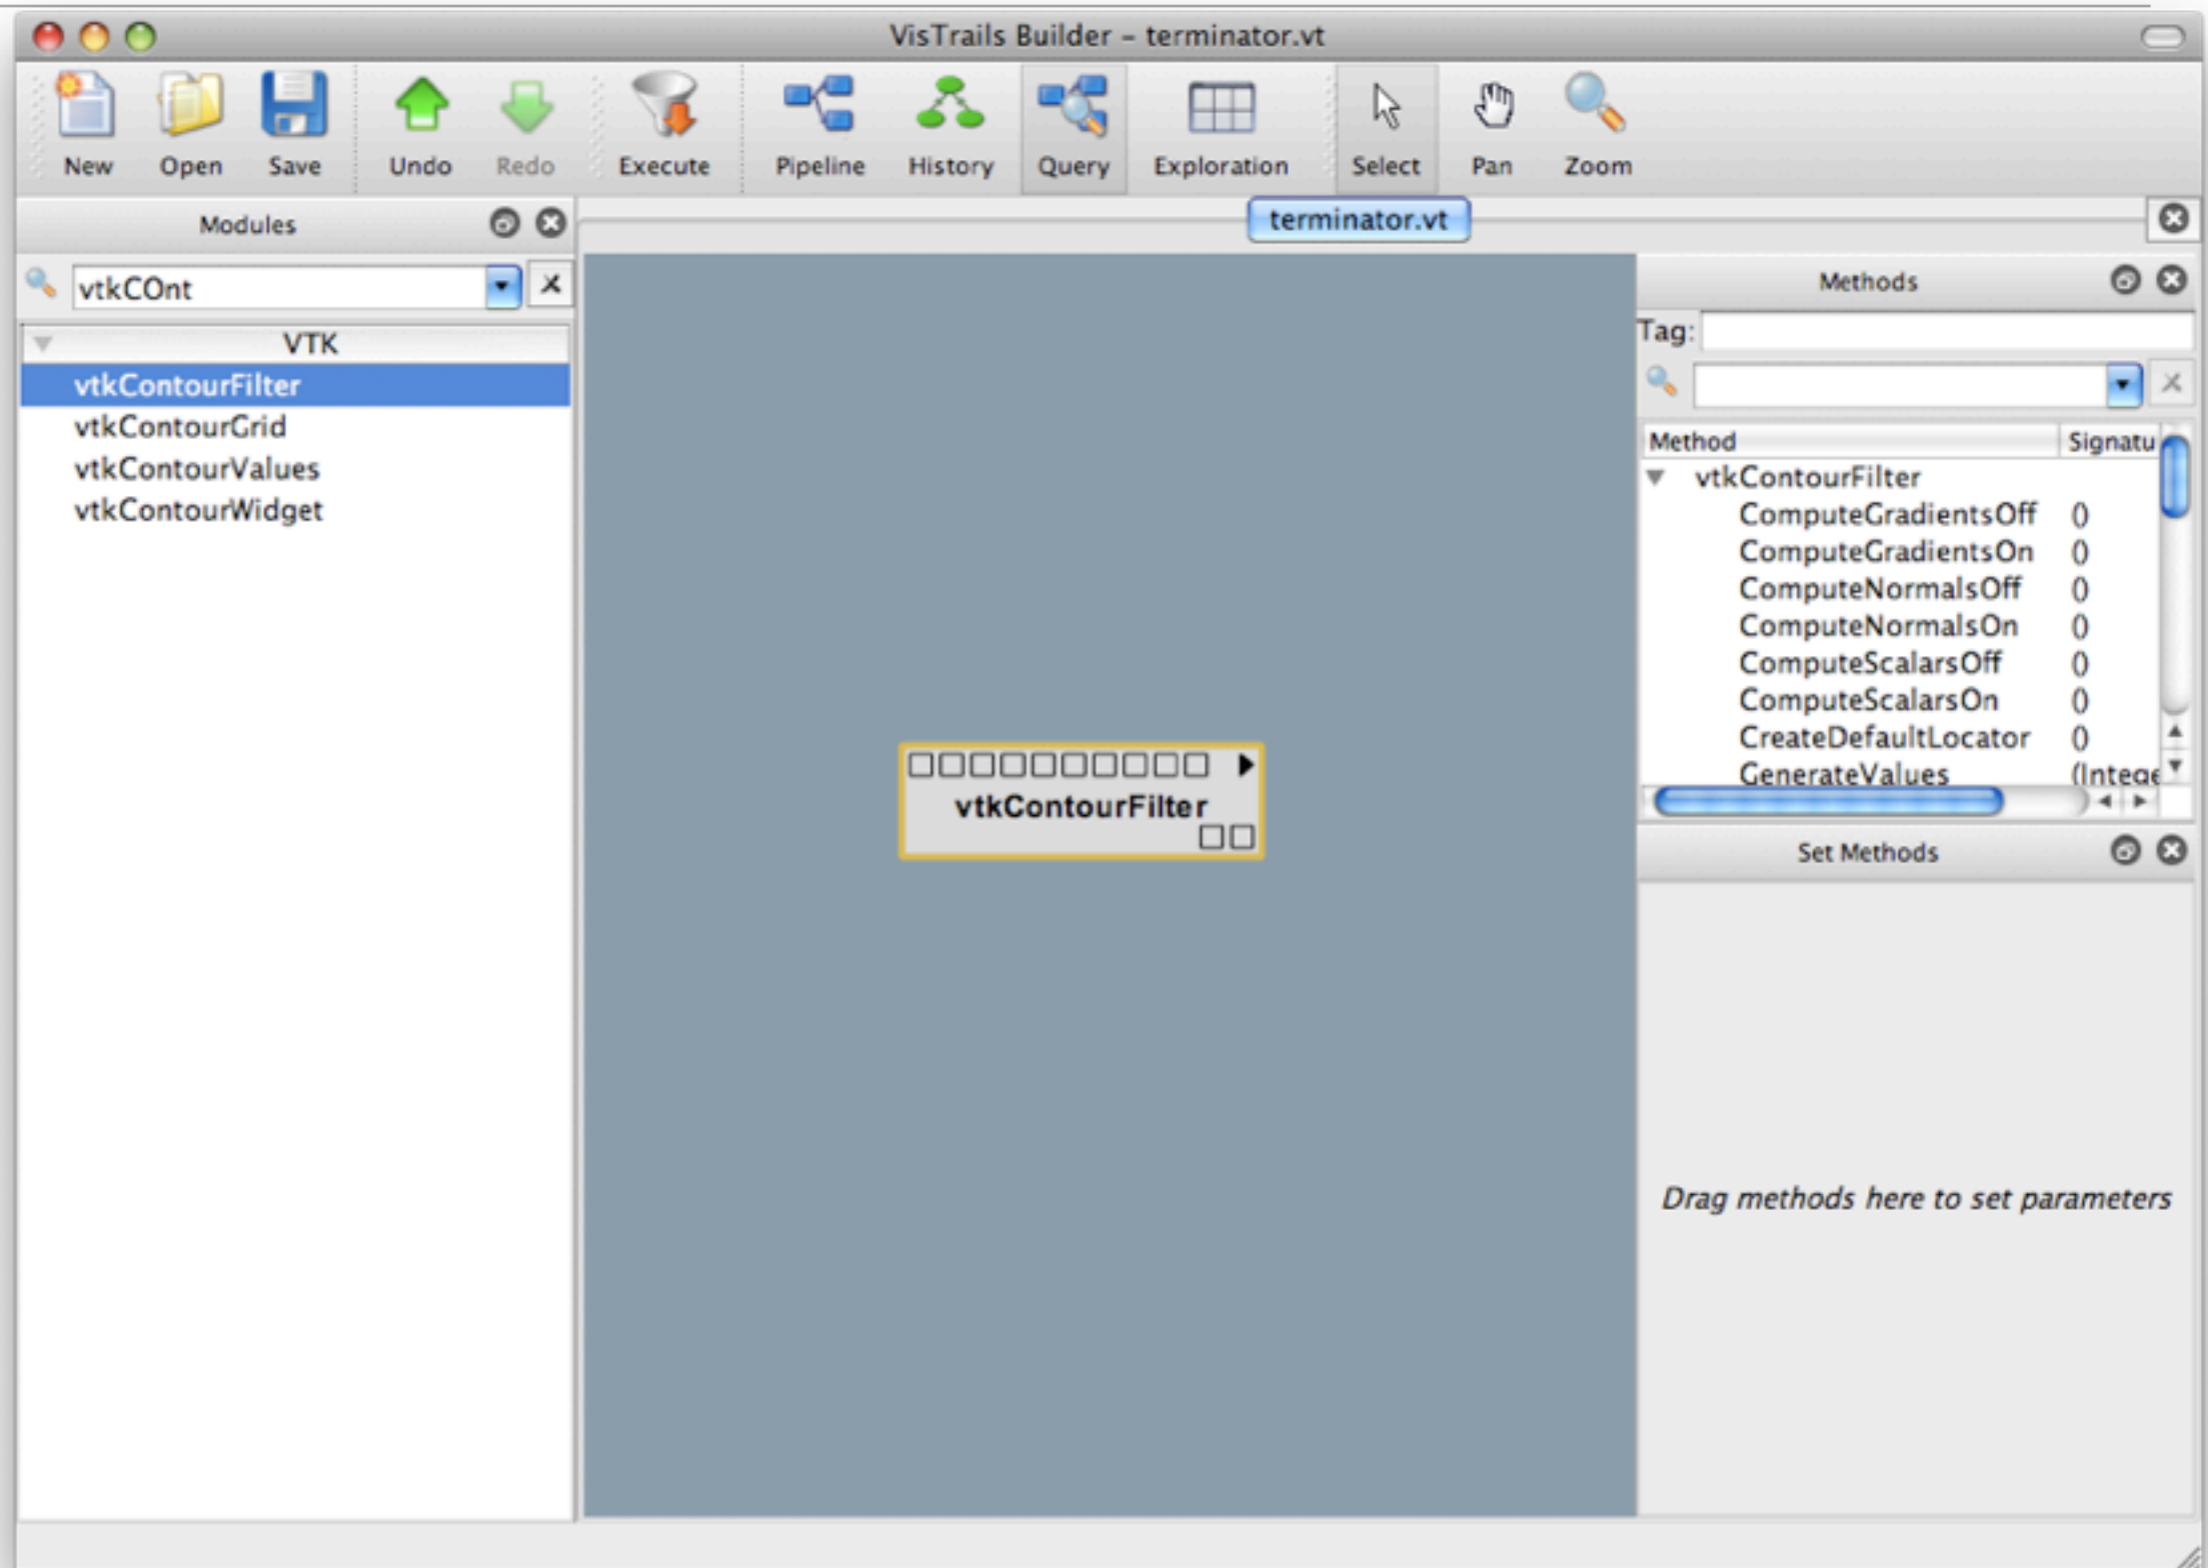 VisTrails Builder – terminator.vt
New Open Save Undo Redo Execute Pipeline History Query Exploration Select Pan Zoom
Modules
terminator.vt
vtkCOnt
VTK
vtkContourFilter
vtkContourGrid
vtkContourValues
vtkContourWidget
vtkContourFilter
Methods
Tag:
Method Signatu
vtkContourFilter
ComputeGradientsOff ()
ComputeGradientsOn ()
ComputeNormalsOff ()
ComputeNormalsOn ()
ComputeScalarsOff ()
ComputeScalarsOn ()
CreateDefaultLocator ()
GenerateValues (Intege
Set Methods
Drag methods here to set parameters